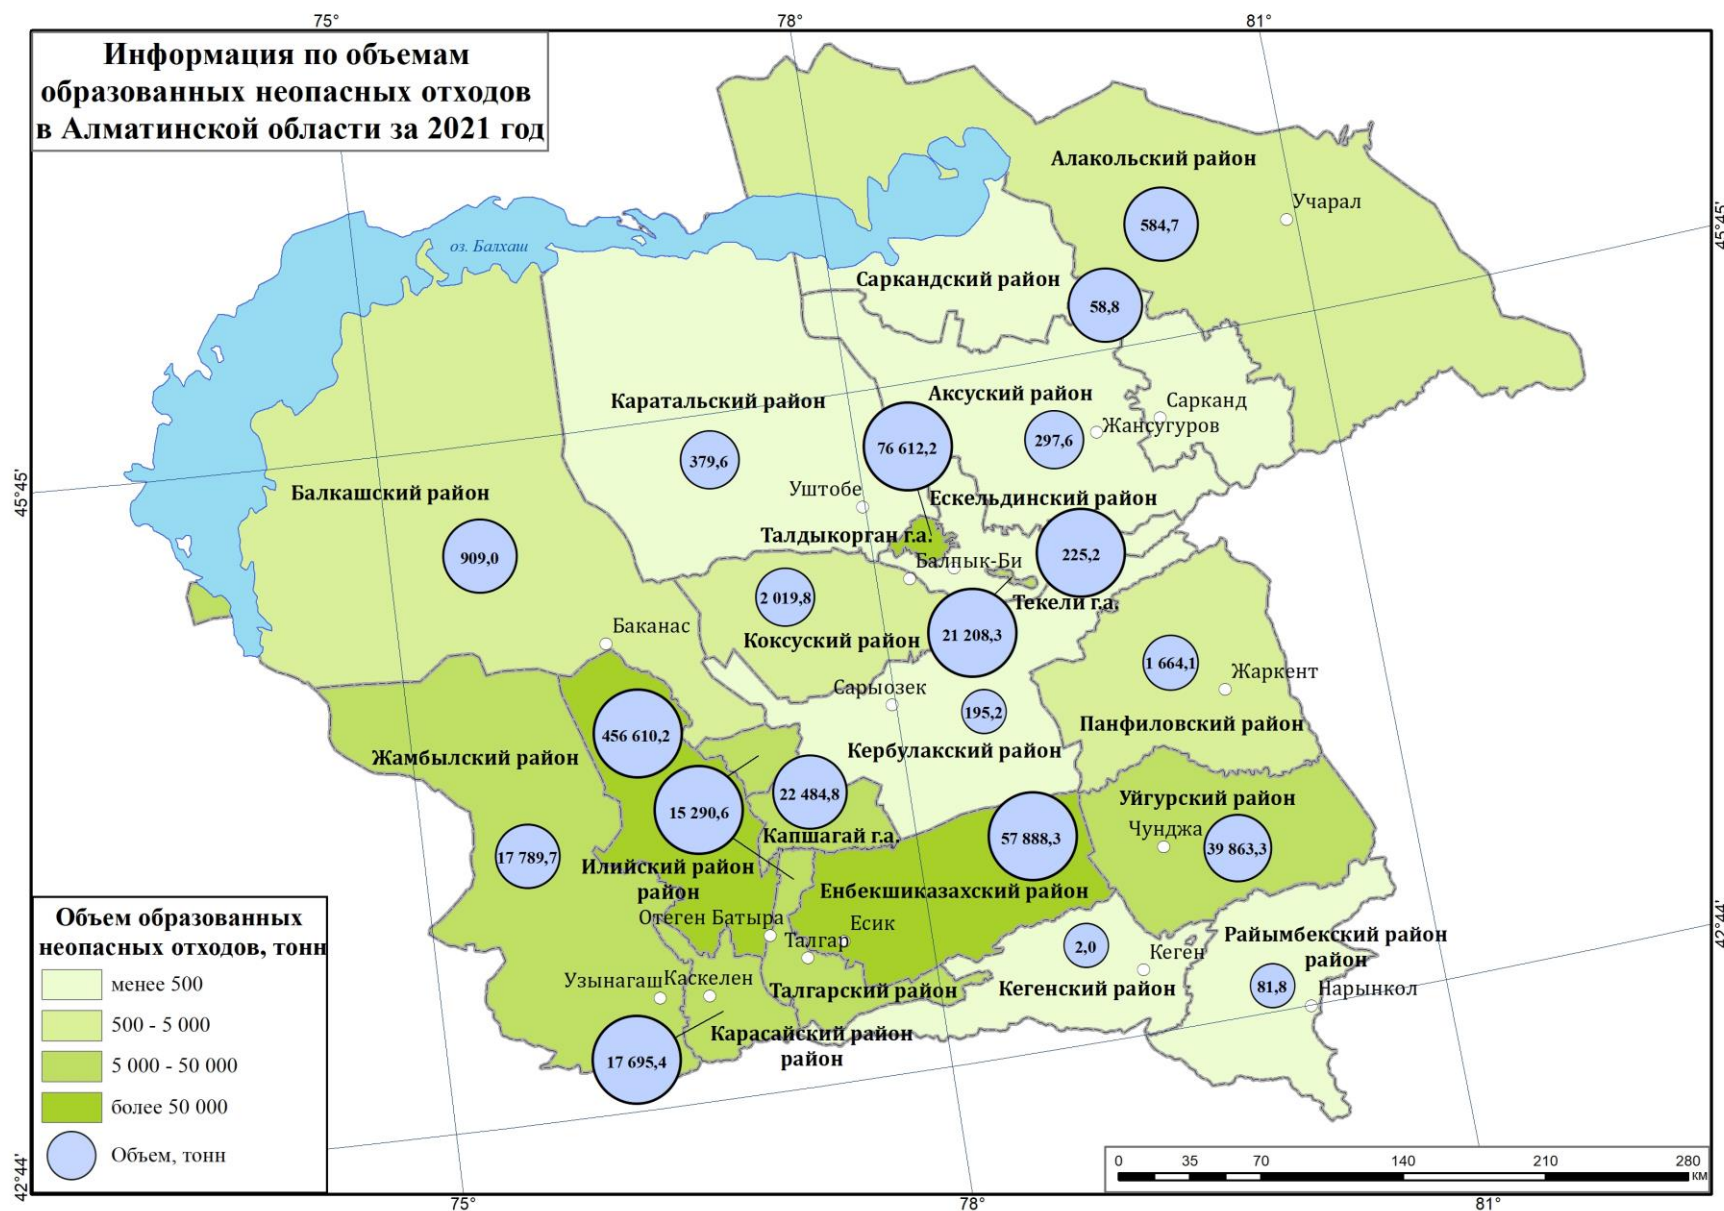 75°
78°
81°
Информация по объемам
образованных неопасных отходов
в Алматинской области за 2021 год
45°45'
45°45'
42°44'
42°44'
оз. Балхаш
Алакольский район
Учарал
584,7
Саркандский район
58,8
Каратальский район
379,6
Аксуский район
76 612,2
297,6
Сарканд
Жансугуров
Балкашский район
909,0
Уштобе
Ескельдинский район
225,2
Талдыкорган г.а.
Балпык-Би
2 019,8
Текели г.а.
Коксуский район
21 208,3
Баканас
Сарыозек
195,2
1 664,1
Жаркент
Панфиловский район
456 610,2
Жамбылский район
Кербулакский район
15 290,6
22 484,8
Капшагай г.а.
57 888,3
Уйгурский район
Чунджа
39 863,3
17 789,7
Илийский район
район
Енбекшиказахский район
Отеген Батыра
Есик
Талгар
2,0
Кеген
Райымбекский район
район
81,8
Нарынкол
Узынагаш
Каскелен
Талгарский район
Кегенский район
Карасайский район
район
17 695,4
Объем образованных
неопасных отходов, тонн
менее 500
500 - 5 000
5 000 - 50 000
более 50 000
Объем, тонн
0 35 70 140 210 280
км
75°
78°
81°